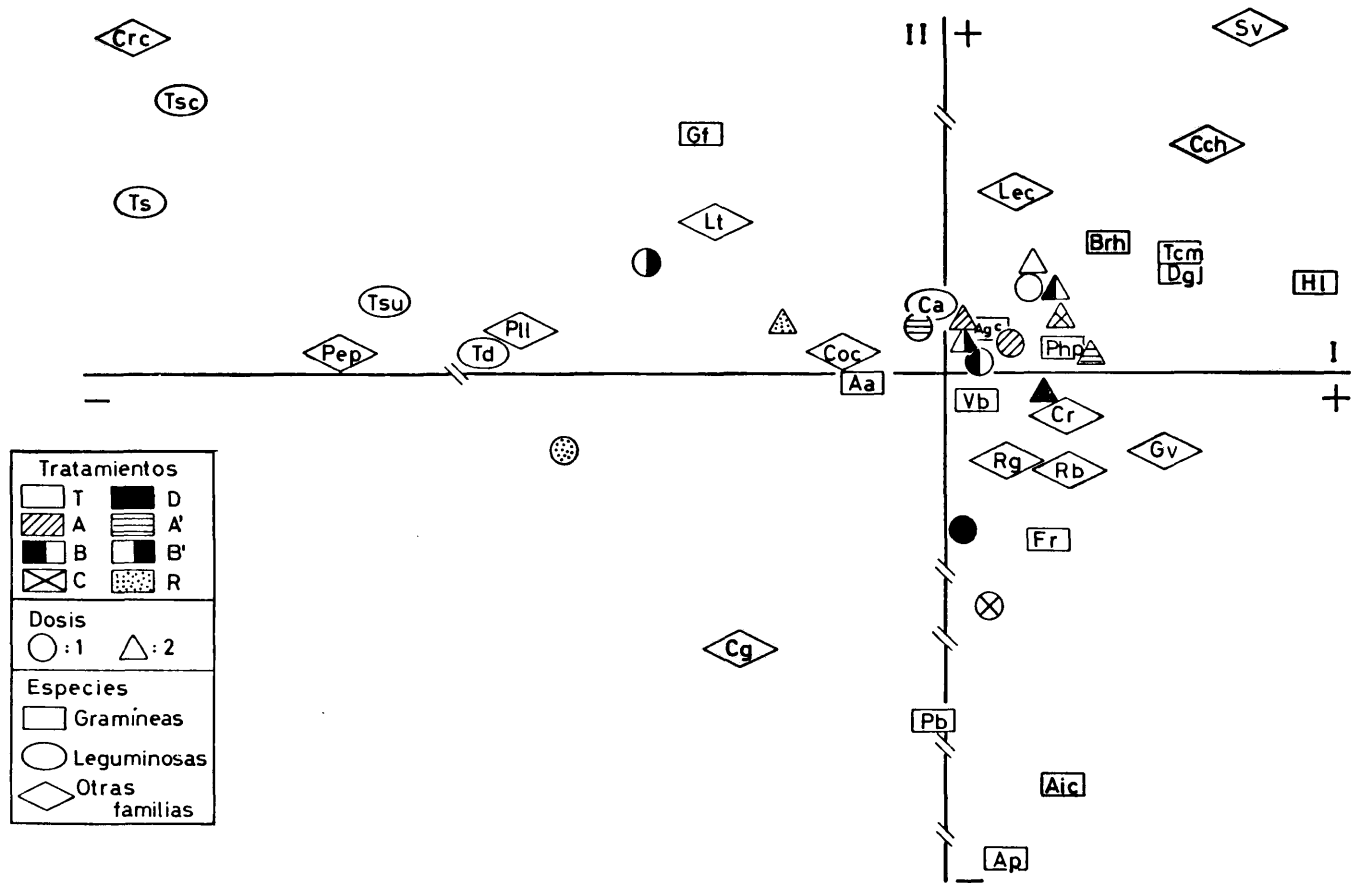 Crc
II +
Sv
Tsc
Gf
Cch
Ts
Lec
Lt
Brh
Tcm
Dg
Hl
Tsu
Ca
Pll
Agc
Pep
Td
Coc
Php
I
Aa
−
Vb
+
Cr
Rg
Rb
Gv
Fr
Cg
Pb
Aic
Ap
−
Tratamientos
T D
A A'
B B'
C R
Dosis
:1 :2
Especies
Gramíneas
Leguminosas
Otras
familias